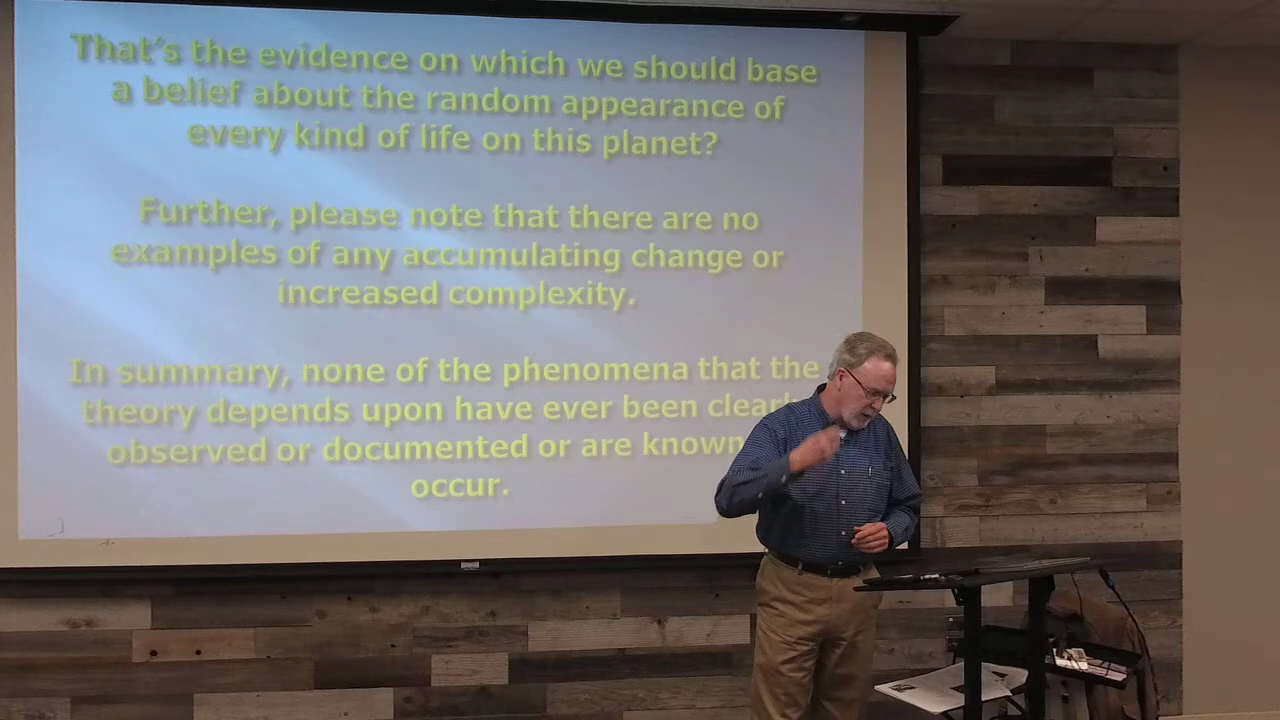 That's the evidence on which we should base
a belief about the random appearance of
every kind of life on this planet?
Further, please note that there are no
examples of any accumulating change or
increased complexity.
In summary, none of the phenomena that the
theory depends upon have ever been
observed or documented or are known
occur.